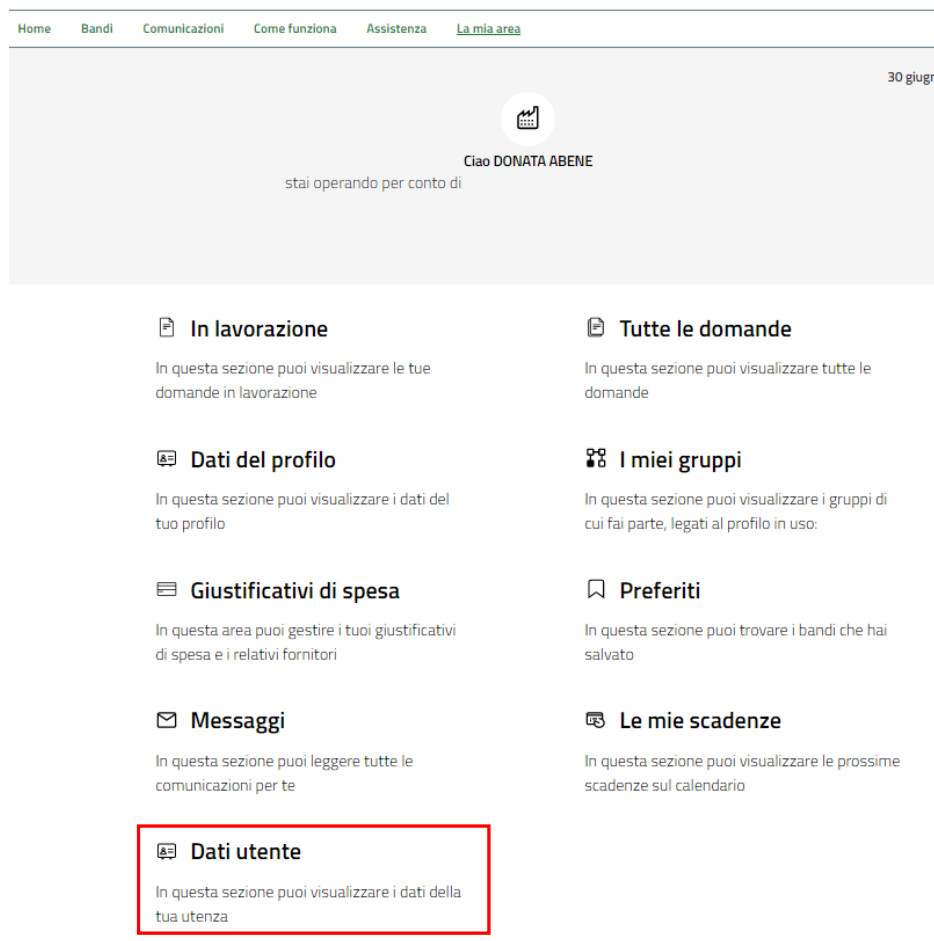 Home Bandi Comunicazioni Come funziona Assistenza La mia area
30 giugr
Ciao DONATA ABENE
stai operando per conto di
In lavorazione
In questa sezione puoi visualizzare le tue
domande in lavorazione
Tutte le domande
In questa sezione puoi visualizzare tutte le
domande
Dati del profilo
In questa sezione puoi visualizzare i dati del
tuo profilo
I miei gruppi
In questa sezione puoi visualizzare i gruppi di
cui fai parte, legati al profilo in uso:
Giustificativi di spesa
In questa area puoi gestire i tuoi giustificativi
di spesa e i relativi fornitori
Preferiti
In questa sezione puoi trovare i bandi che hai
salvato
Messaggi
In questa sezione puoi leggere tutte le
comunicazioni per te
Le mie scadenze
In questa sezione puoi visualizzare le prossime
scadenze sul calendario
Dati utente
In questa sezione puoi visualizzare i dati della
tua utenza